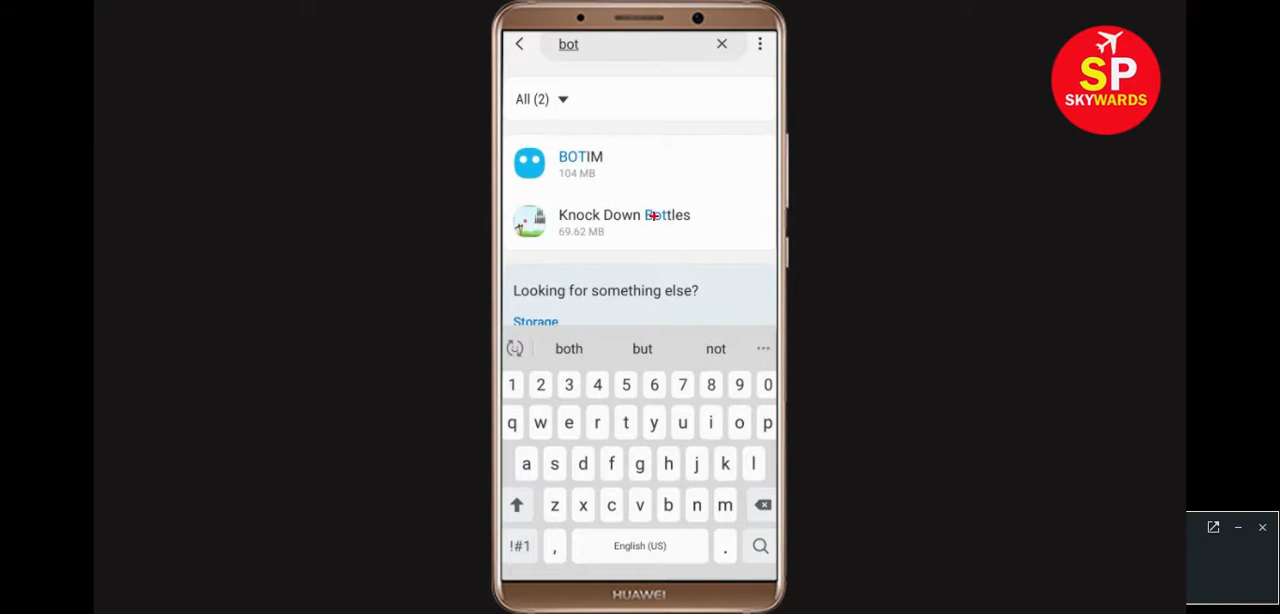 bot
All (2)
BOTIM
104 MB
Knock Down Bottles
69.62 MB
Looking for something else?
Storage
both but not
1 2 3 4 5 6 7 8 9 0
q w e r t y u i o p
a s d f g h j k l
z x c v b n m
!#1 , English (US) .
HUAWEI
SP
SKYWARDS